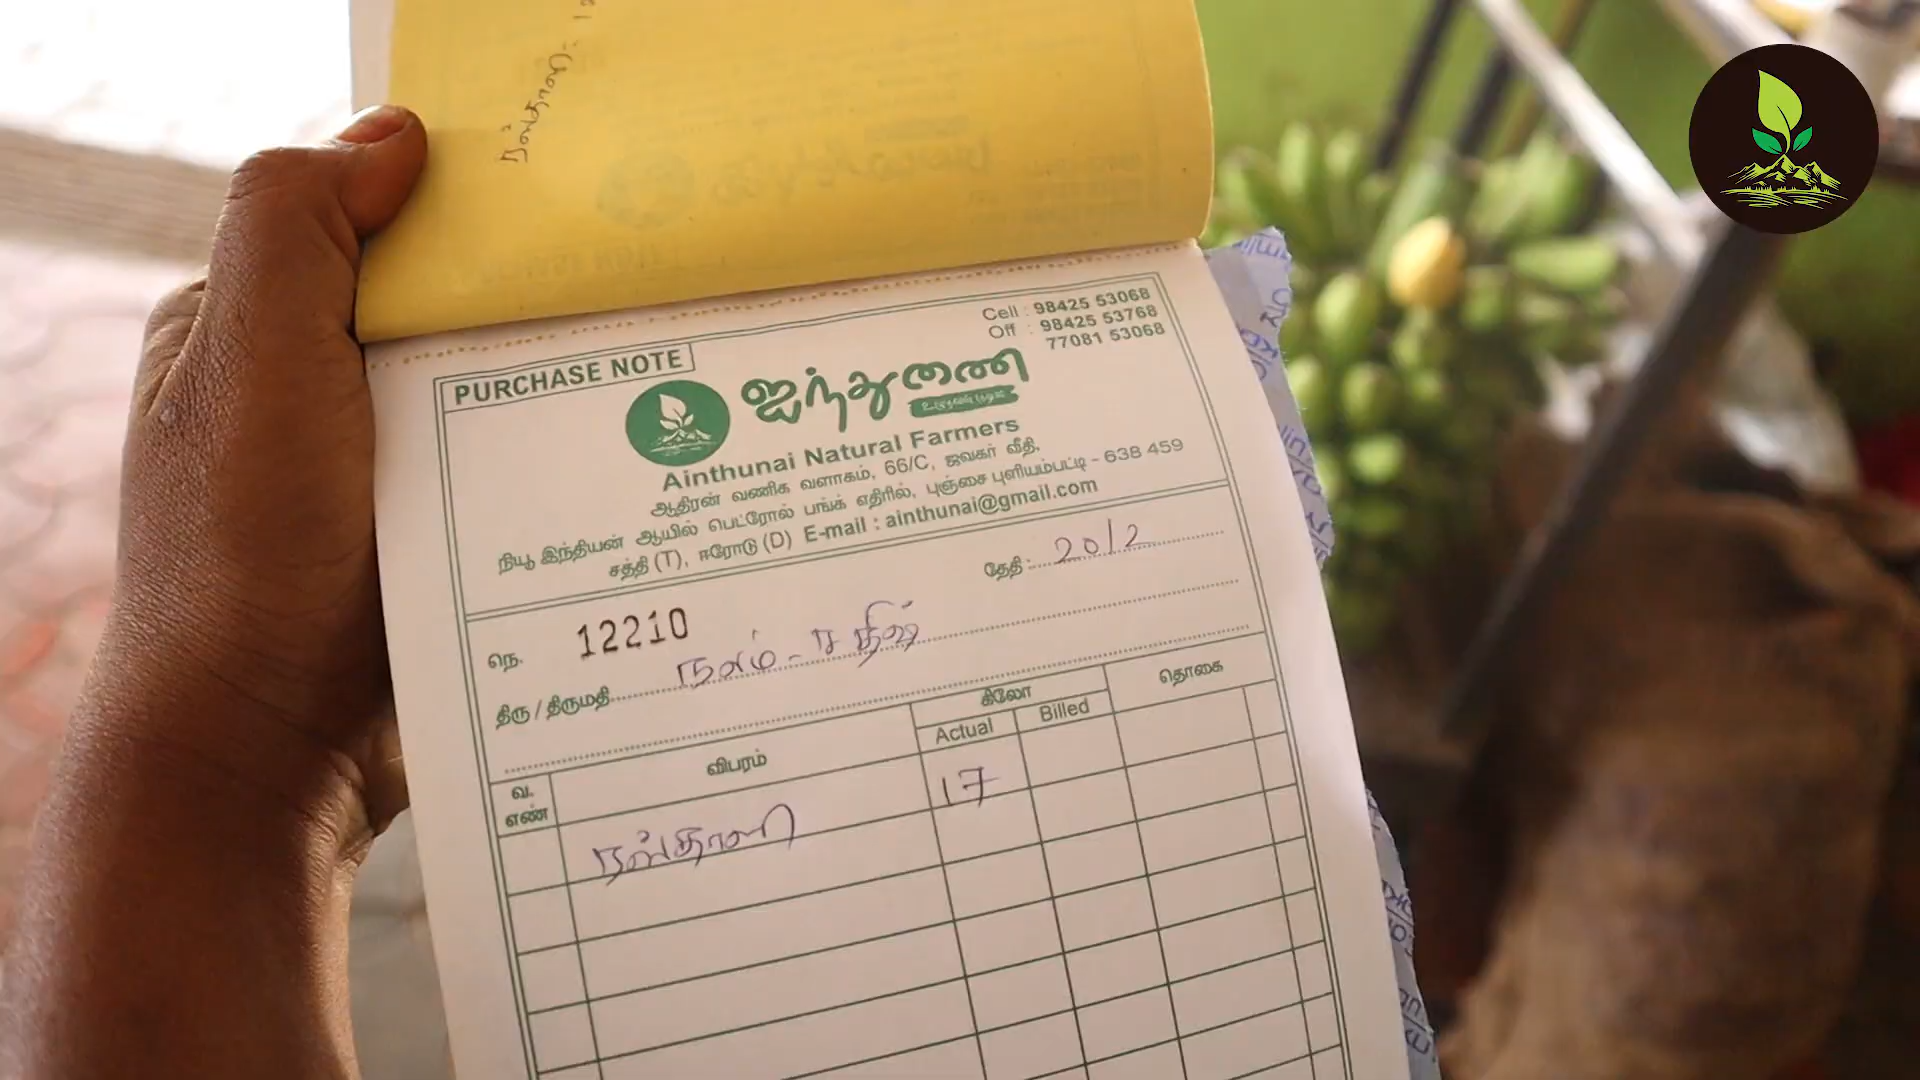 PURCHASE NOTE
Cell : 98425 53068
Off : 98425 53768
77081 53068
ஐந்துணை
Ainthunai Natural Farmers
ஆதிரன் வணிக வளாகம், 66/C, ஜவகர் வீதி,
நியூ இந்தியன் ஆயில் பெட்ரோல் பங்க் எதிரில், புஞ்சை புளியம்பட்டி - 638 459
சத்தி (T), ஈரோடு (D) E-mail : ainthunai@gmail.com
தேதி : 20/2
நெ. 12210
திரு / திருமதி
வ. எண் விபரம் கிலோ தொகை
Actual Billed
17